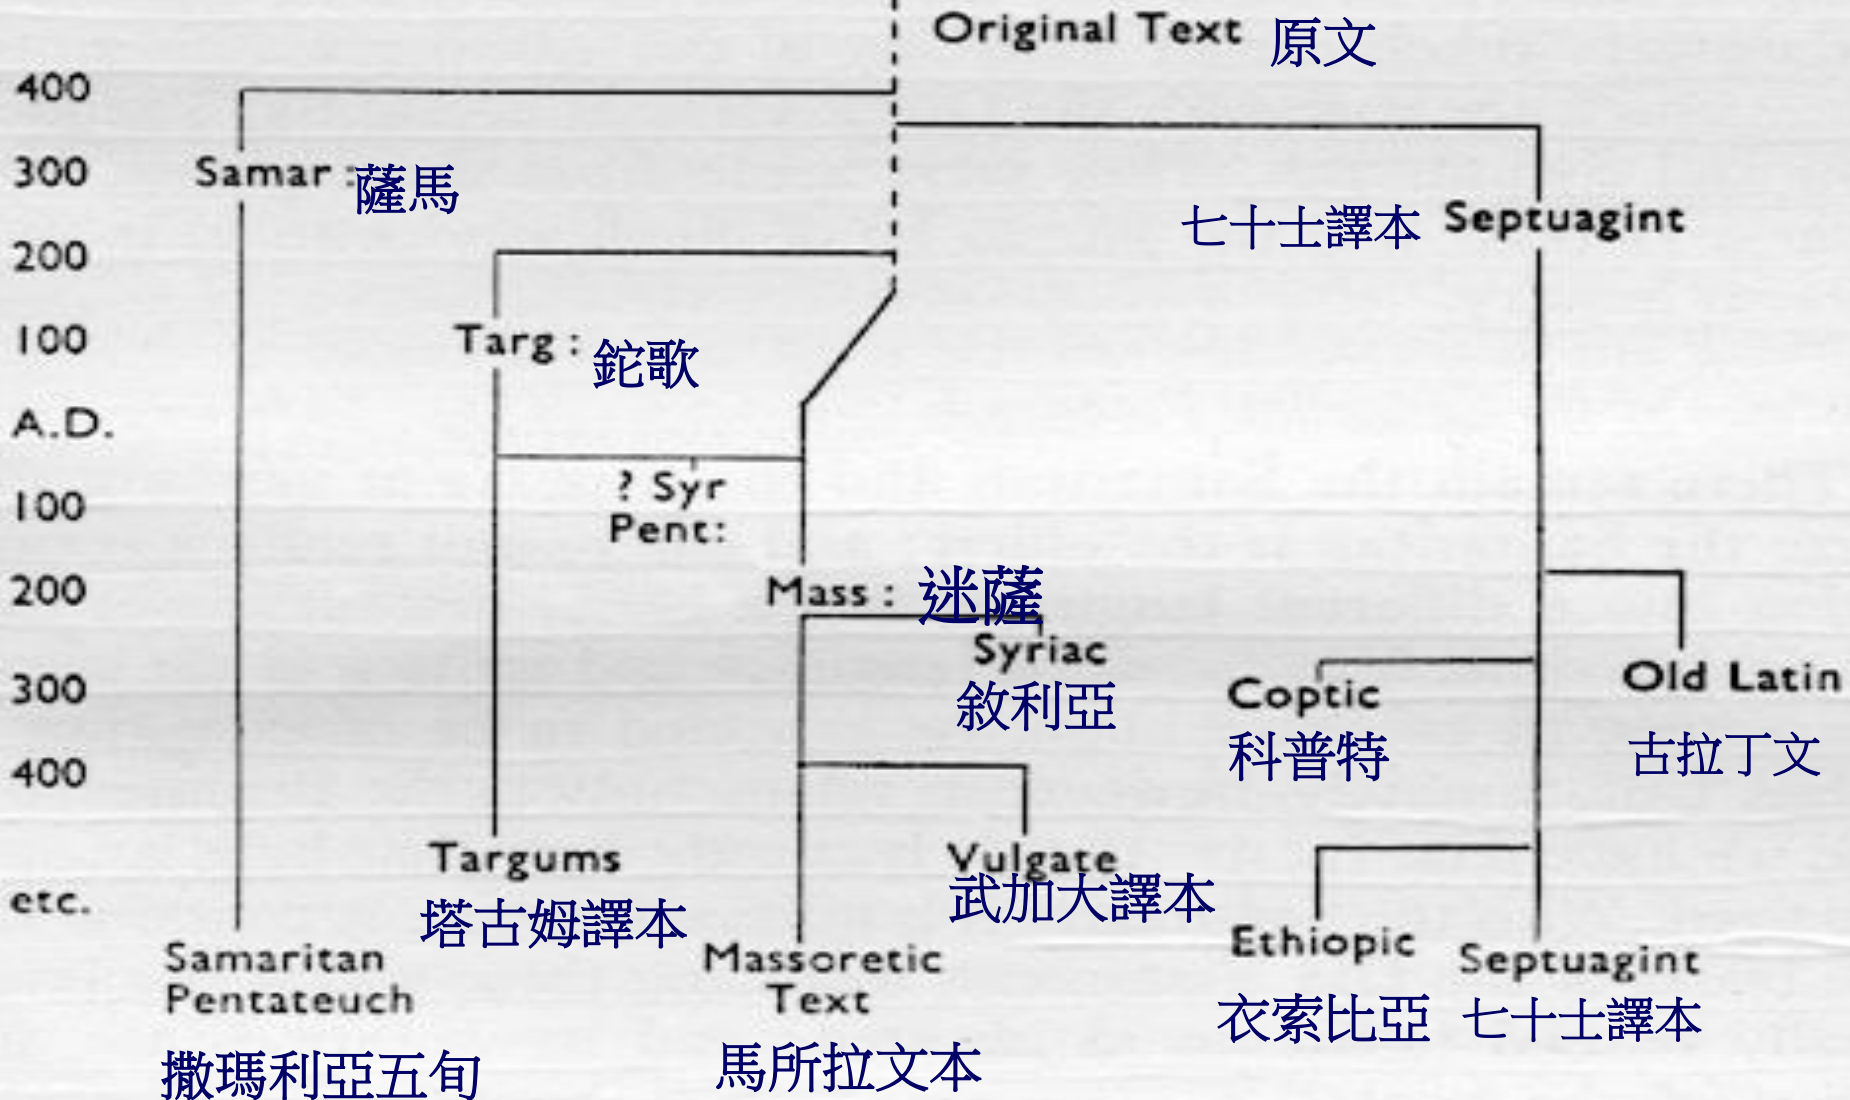 Original Text 原文
400
300
Samar : 薩馬
七十士譯本 Septuagint
200
100
Targ : 鉈歌
A.D.
? Syr
Pent:
100
200
Mass : 迷薩
Syriac
敘利亞
300
Coptic
科普特
Old Latin
古拉丁文
400
Targums
塔古姆譯本
Vulgate
武加大譯本
etc.
Samaritan
Pentateuch
撒瑪利亞五旬
Massoretic
Text
馬所拉文本
Ethiopic
衣索比亞
Septuagint
七十士譯本